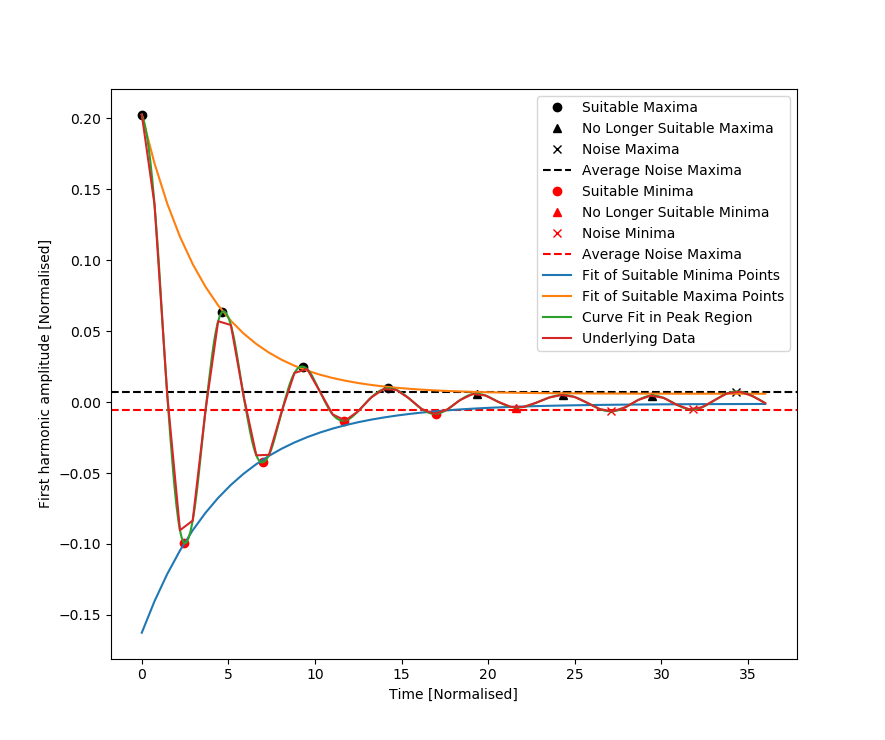 Suitable Maxima
No Longer Suitable Maxima
Noise Maxima
Average Noise Maxima
Suitable Minima
No Longer Suitable Minima
Noise Minima
Average Noise Maxima
Fit of Suitable Minima Points
Fit of Suitable Maxima Points
Curve Fit in Peak Region
Underlying Data
First harmonic amplitude [Normalised]
0.20
0.15
0.10
0.05
0.00
−0.05
−0.10
−0.15
0 5 10 15 20 25 30 35
Time [Normalised]